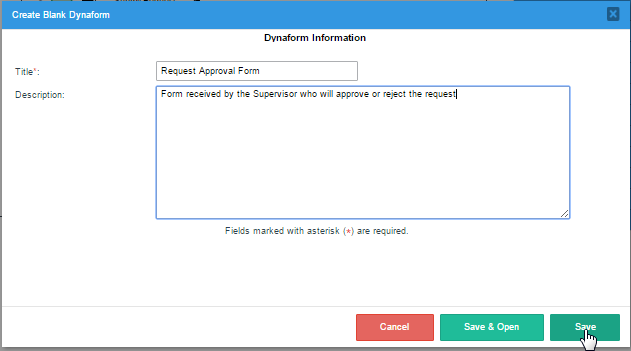 Create Blank Dynaform
Dynaform Information
Title*:
Request Approval Form
Description:
Form received by the Supervisor who will approve or reject the request
Fields marked with asterisk (*) are required.
Cancel
Save & Open
Save